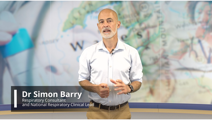 Dr Simon Barry
Respiratory Consultant
and National Respiratory Clinical Lead